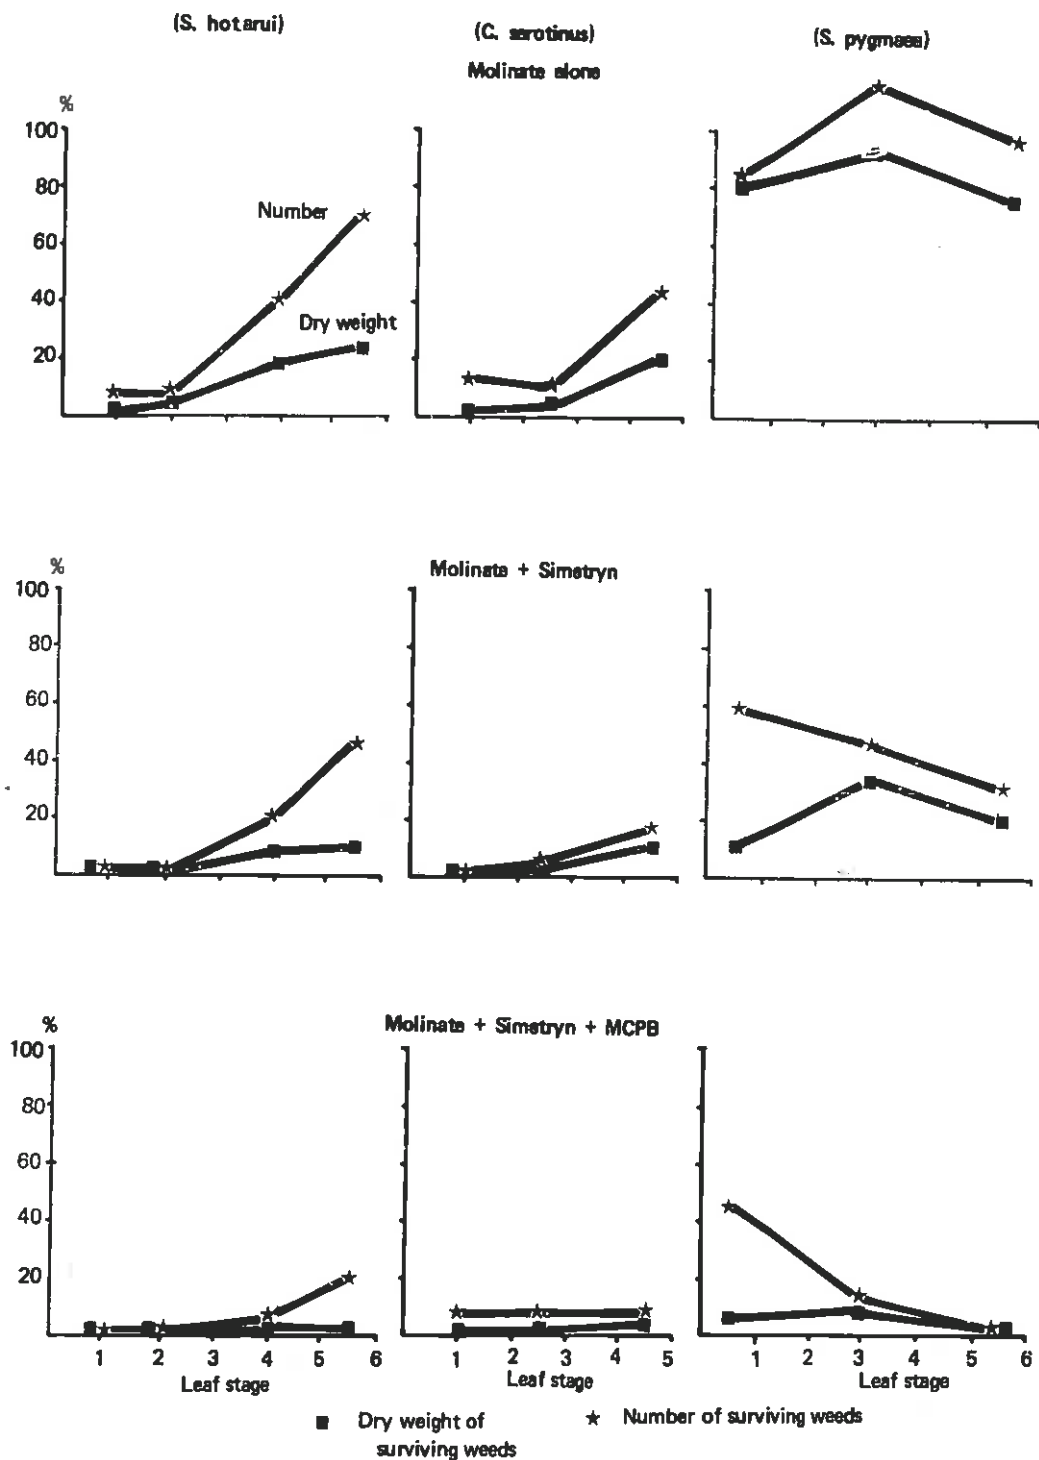 (S. hotarui)
(C. serotinus)
(S. pygmaea)
Molinate alone
%
100
80
60
40
20
Number
Dry weight
Molinate + Simetryn
%
100
80
60
40
20
Molinate + Simetryn + MCPB
%
100
80
60
40
20
1 2 3 4 5 6
Leaf stage
1 2 3 4 5
Leaf stage
1 2 3 4 5 6
Leaf stage
Dry weight of
surviving weeds
Number of surviving weeds